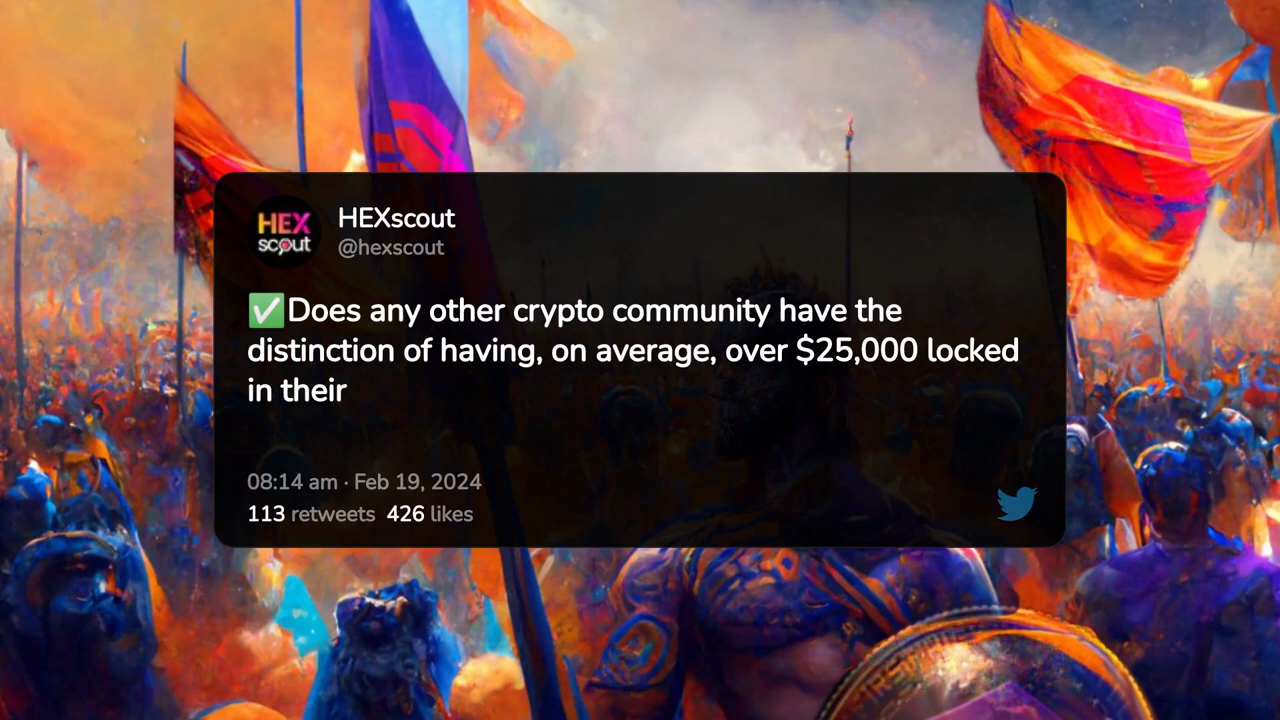 HEX
scout
HEXscout
@hexscout
✅Does any other crypto community have the
distinction of having, on average, over $25,000 locked
in their
08:14 am · Feb 19, 2024
113 retweets 426 likes